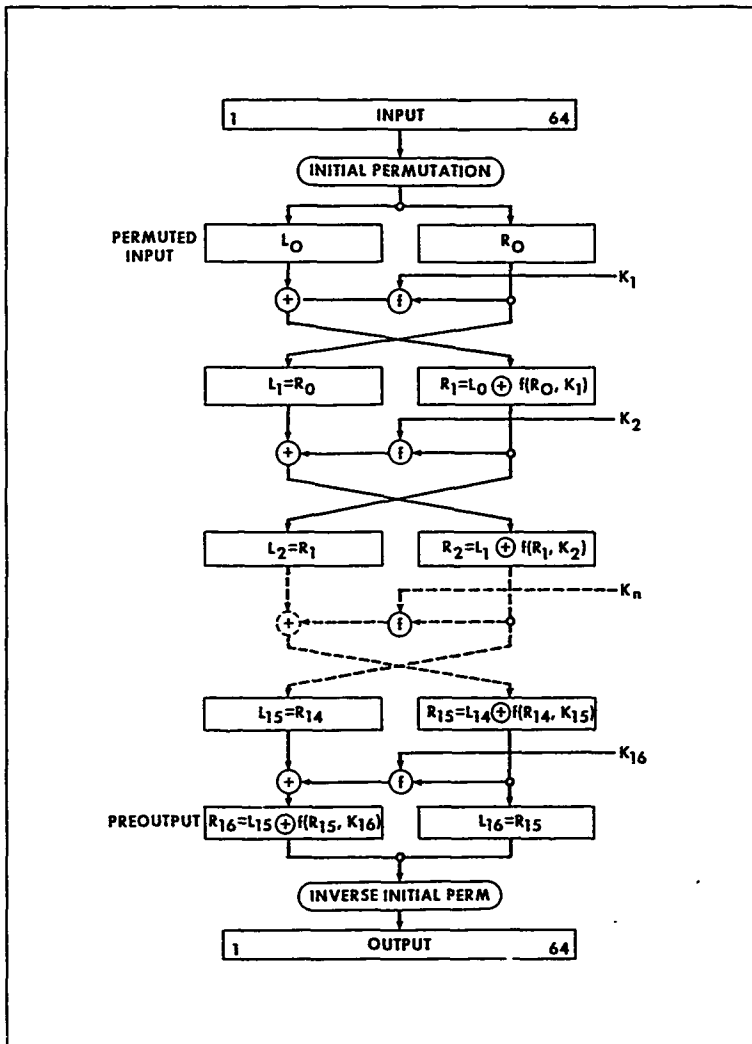 1 INPUT 64
INITIAL PERMUTATION
PERMUTED INPUT
L₀ R₀
K₁
+ f
L₁=R₀ R₁=L₀ ⊕ f(R₀, K₁)
K₂
+ f
L₂=R₁ R₂=L₁ ⊕ f(R₁, K₂)
Kₙ
+ f
L₁₅=R₁₄ R₁₅=L₁₄ ⊕ f(R₁₄, K₁₅)
K₁₆
+ f
PREOUTPUT R₁₆=L₁₅ ⊕ f(R₁₅, K₁₆) L₁₆=R₁₅
INVERSE INITIAL PERM
1 OUTPUT 64